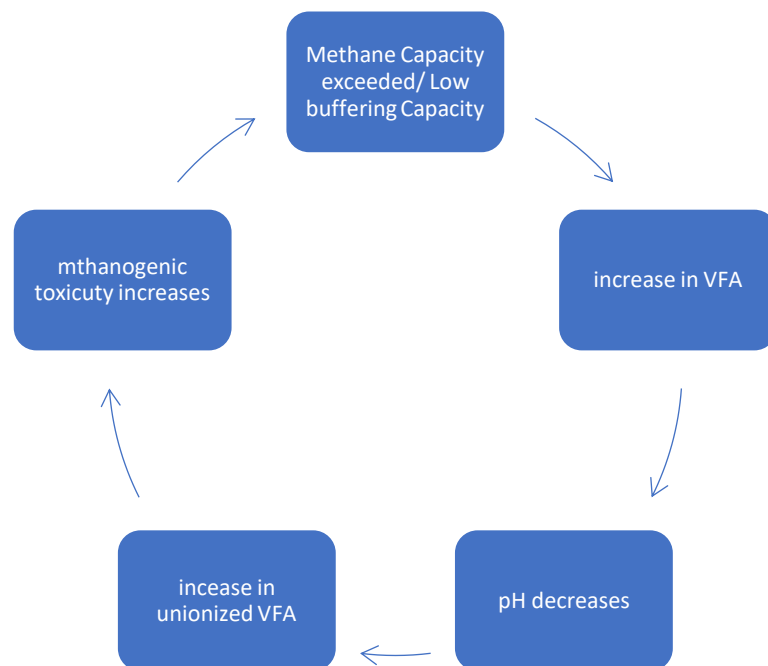 Methane Capacity
exceeded/ Low
buffering Capacity
increase in VFA
pH decreases
incease in
unionized VFA
mthanogenic
toxicuty increases